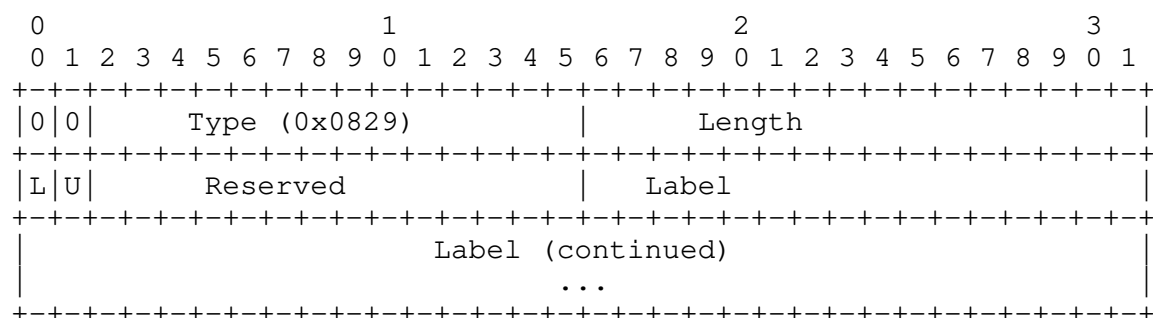 0                   1                   2                   3
 0 1 2 3 4 5 6 7 8 9 0 1 2 3 4 5 6 7 8 9 0 1 2 3 4 5 6 7 8 9 0 1
+-+-+-+-+-+-+-+-+-+-+-+-+-+-+-+-+-+-+-+-+-+-+-+-+-+-+-+-+-+-+-+-+
|0|0|     Type (0x0829)         |      Length                   |
+-+-+-+-+-+-+-+-+-+-+-+-+-+-+-+-+-+-+-+-+-+-+-+-+-+-+-+-+-+-+-+-+
|L|U|      Reserved             |   Label                       |
+-+-+-+-+-+-+-+-+-+-+-+-+-+-+-+-+-+-+-+-+-+-+-+-+-+-+-+-+-+-+-+-+
|                       Label (continued)                       |
|                              ...                              |
+-+-+-+-+-+-+-+-+-+-+-+-+-+-+-+-+-+-+-+-+-+-+-+-+-+-+-+-+-+-+-+-+